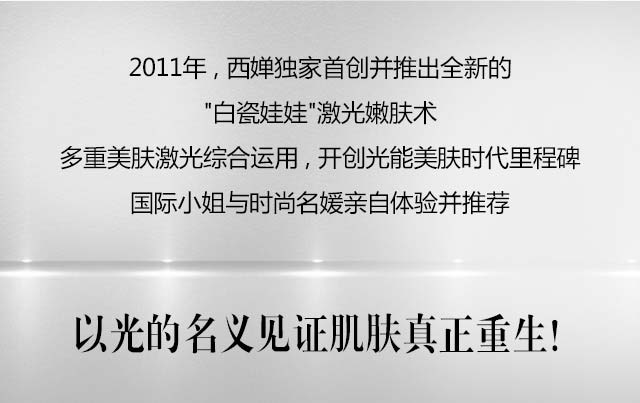 2011年，西婵独家首创并推出全新的
"白瓷娃娃"激光嫩肤术
多重美肤激光综合运用，开创光能美肤时代里程碑
国际小姐与时尚名媛亲自体验并推荐
以光的名义见证肌肤真正重生!